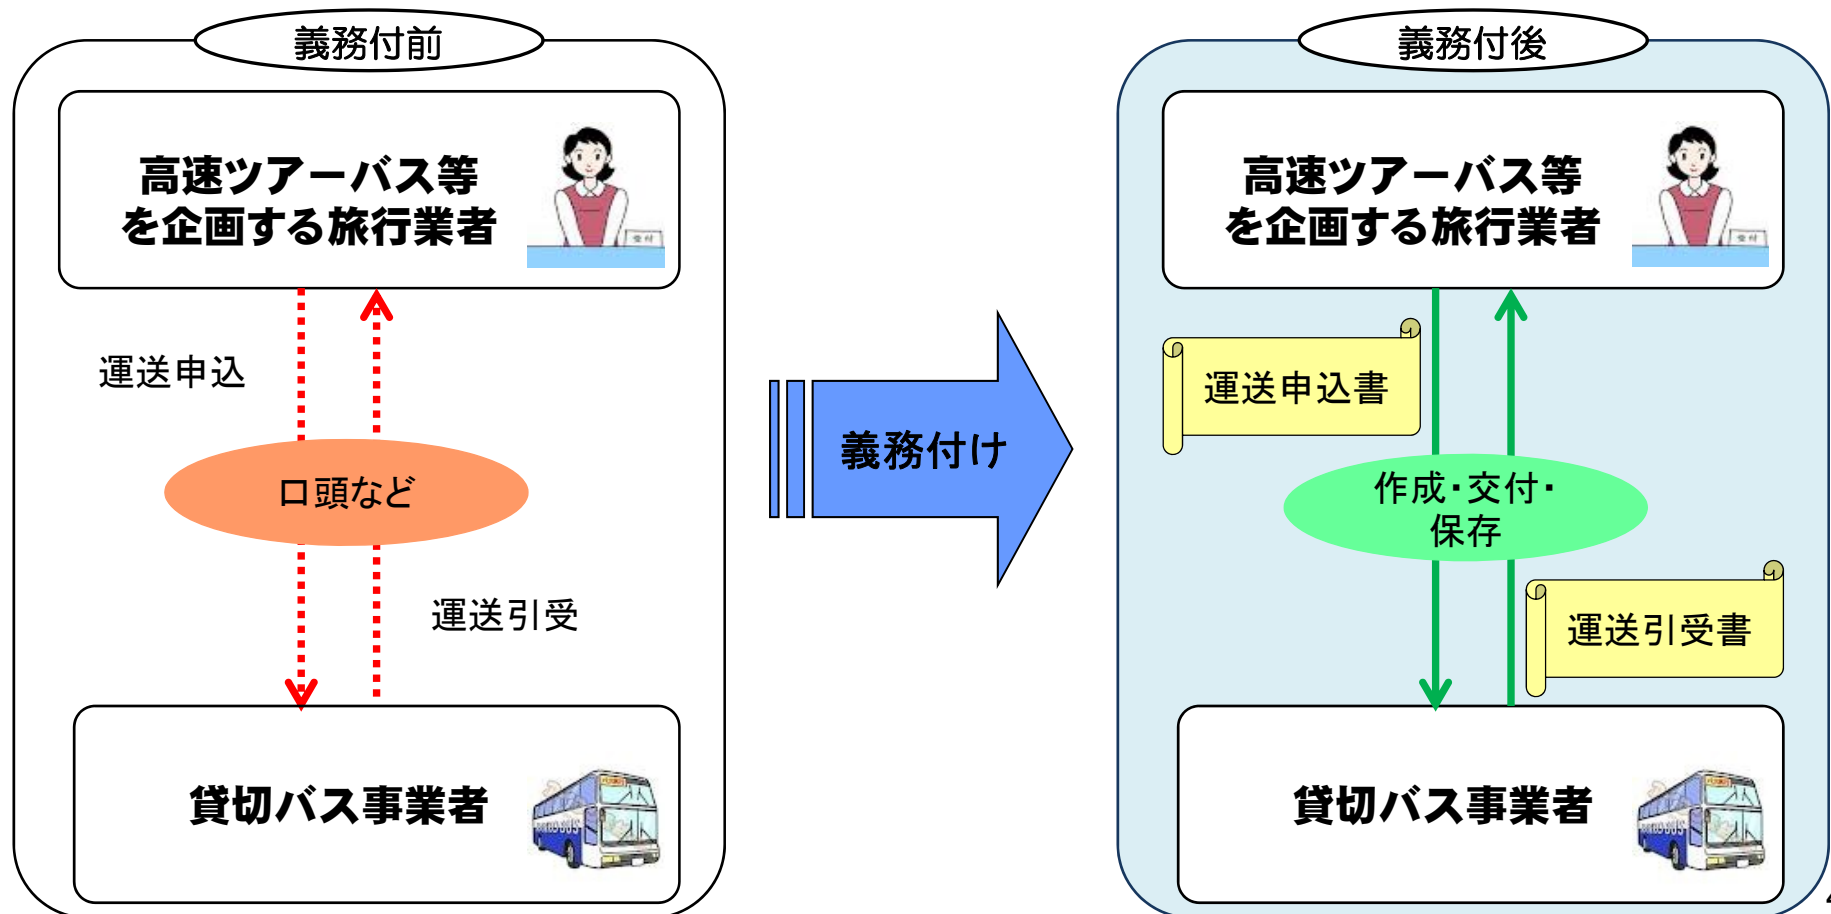 義務付前
高速ツアーバス等
を企画する旅行業者
受付
運送申込
口頭など
運送引受
貸切バス事業者
義務付け
義務付後
高速ツアーバス等
を企画する旅行業者
受付
運送申込書
作成・交付・
保存
運送引受書
貸切バス事業者